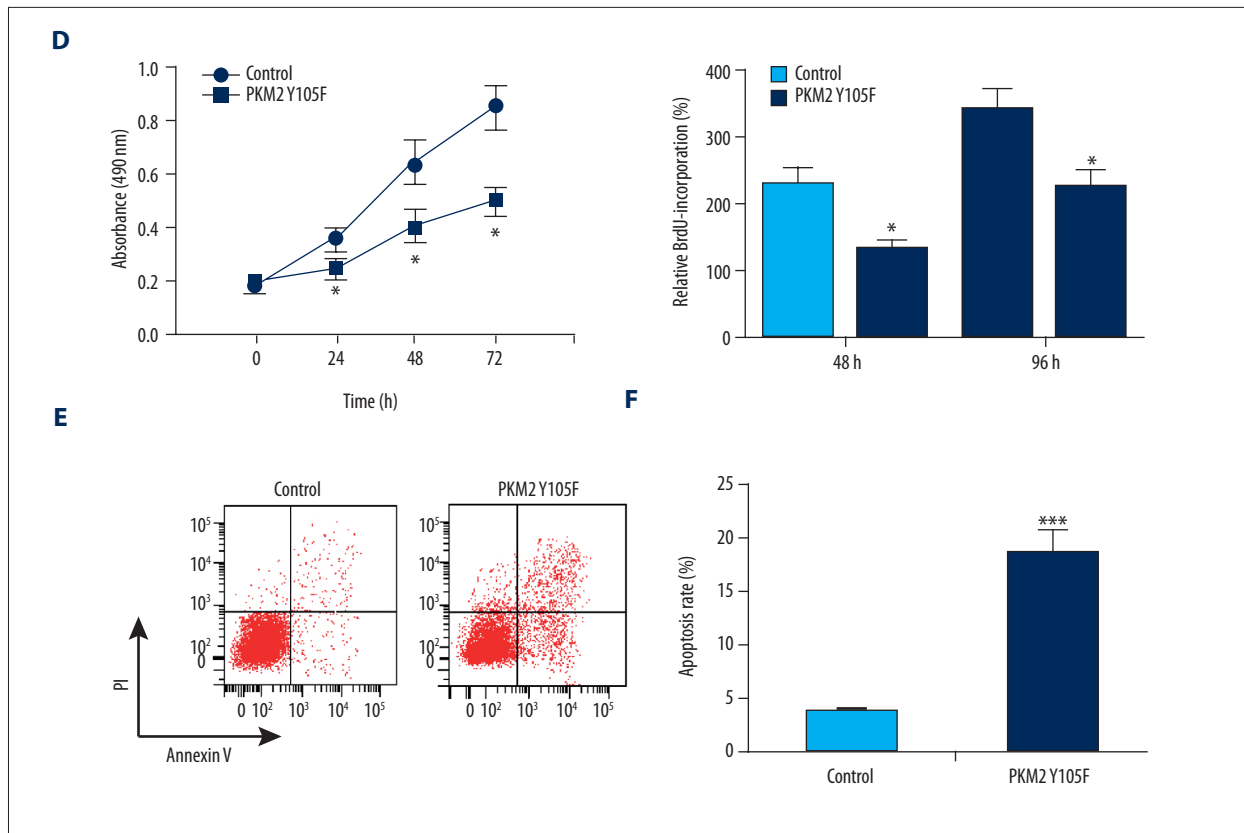 D
1.0
0.8
0.6
0.4
0.2
0.0
Absorbance (490 nm)
Control
PKM2 Y105F
*
*
*
0
24
48
72
Time (h)
400
300
200
100
0
Relative BrdU-incorporation (%)
Control
PKM2 Y105F
*
*
48 h
96 h
E
Control
PKM2 Y105F
10⁵
10⁴
10³
10²
0
0 10² 10³ 10⁴ 10⁵
10⁵
10⁴
10³
10²
0
0 10² 10³ 10⁴ 10⁵
PI
Annexin V
F
25
20
15
10
5
0
Apoptosis rate (%)
***
Control
PKM2 Y105F